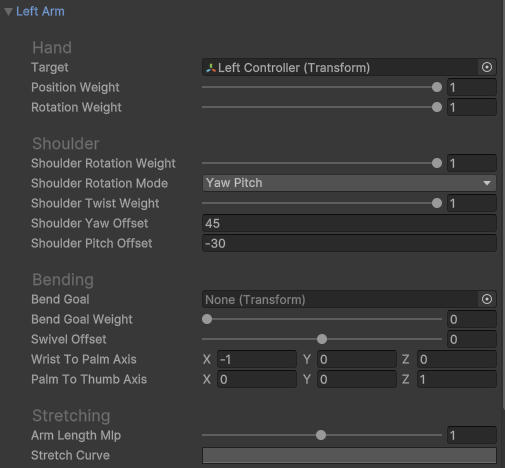 Left Arm
Hand
Target Left Controller (Transform)
Position Weight 1
Rotation Weight 1
Shoulder
Shoulder Rotation Weight 1
Shoulder Rotation Mode Yaw Pitch
Shoulder Twist Weight 1
Shoulder Yaw Offset 45
Shoulder Pitch Offset -30
Bending
Bend Goal None (Transform)
Bend Goal Weight 0
Swivel Offset 0
Wrist To Palm Axis X -1 Y 0 Z 0
Palm To Thumb Axis X 0 Y 0 Z 1
Stretching
Arm Length Mlp 1
Stretch Curve